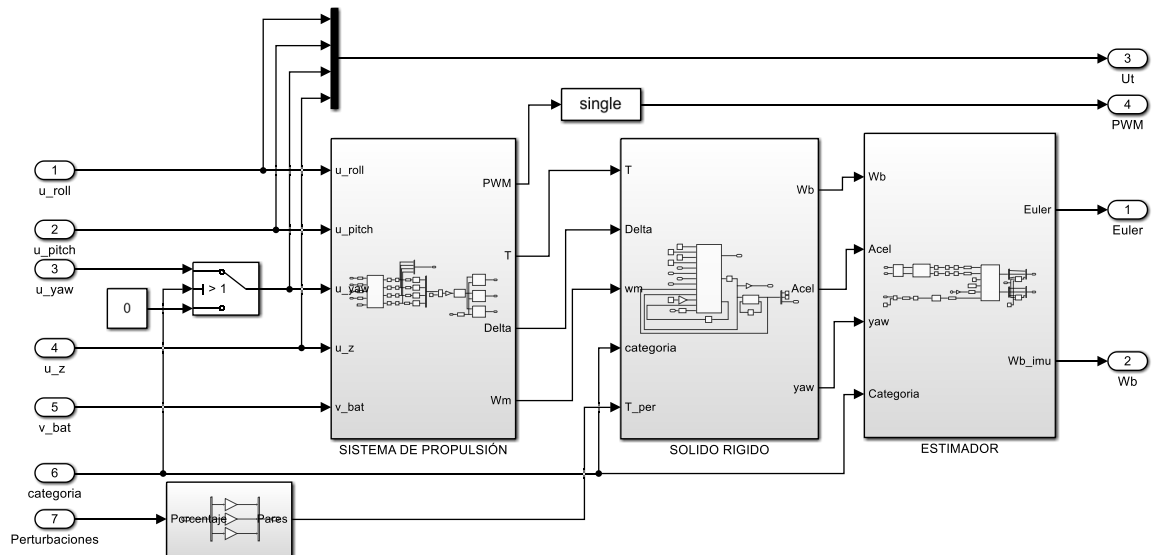 3
Ut
single
4
PWM
1
u_roll
u_roll
PWM
T
Wb
Wb
2
u_pitch
u_pitch
T
Delta
Acel
Euler
1
Euler
3
u_yaw
> 1
0
u_yaw
Delta
wm
Acel
yaw
4
u_z
u_z
categoria
Wb_imu
2
Wb
5
v_bat
v_bat
Wm
T_per
yaw
Categoria
SISTEMA DE PROPULSIÓN
SOLIDO RIGIDO
ESTIMADOR
6
categoria
7
Perturbaciones
Porcentaje
Pares